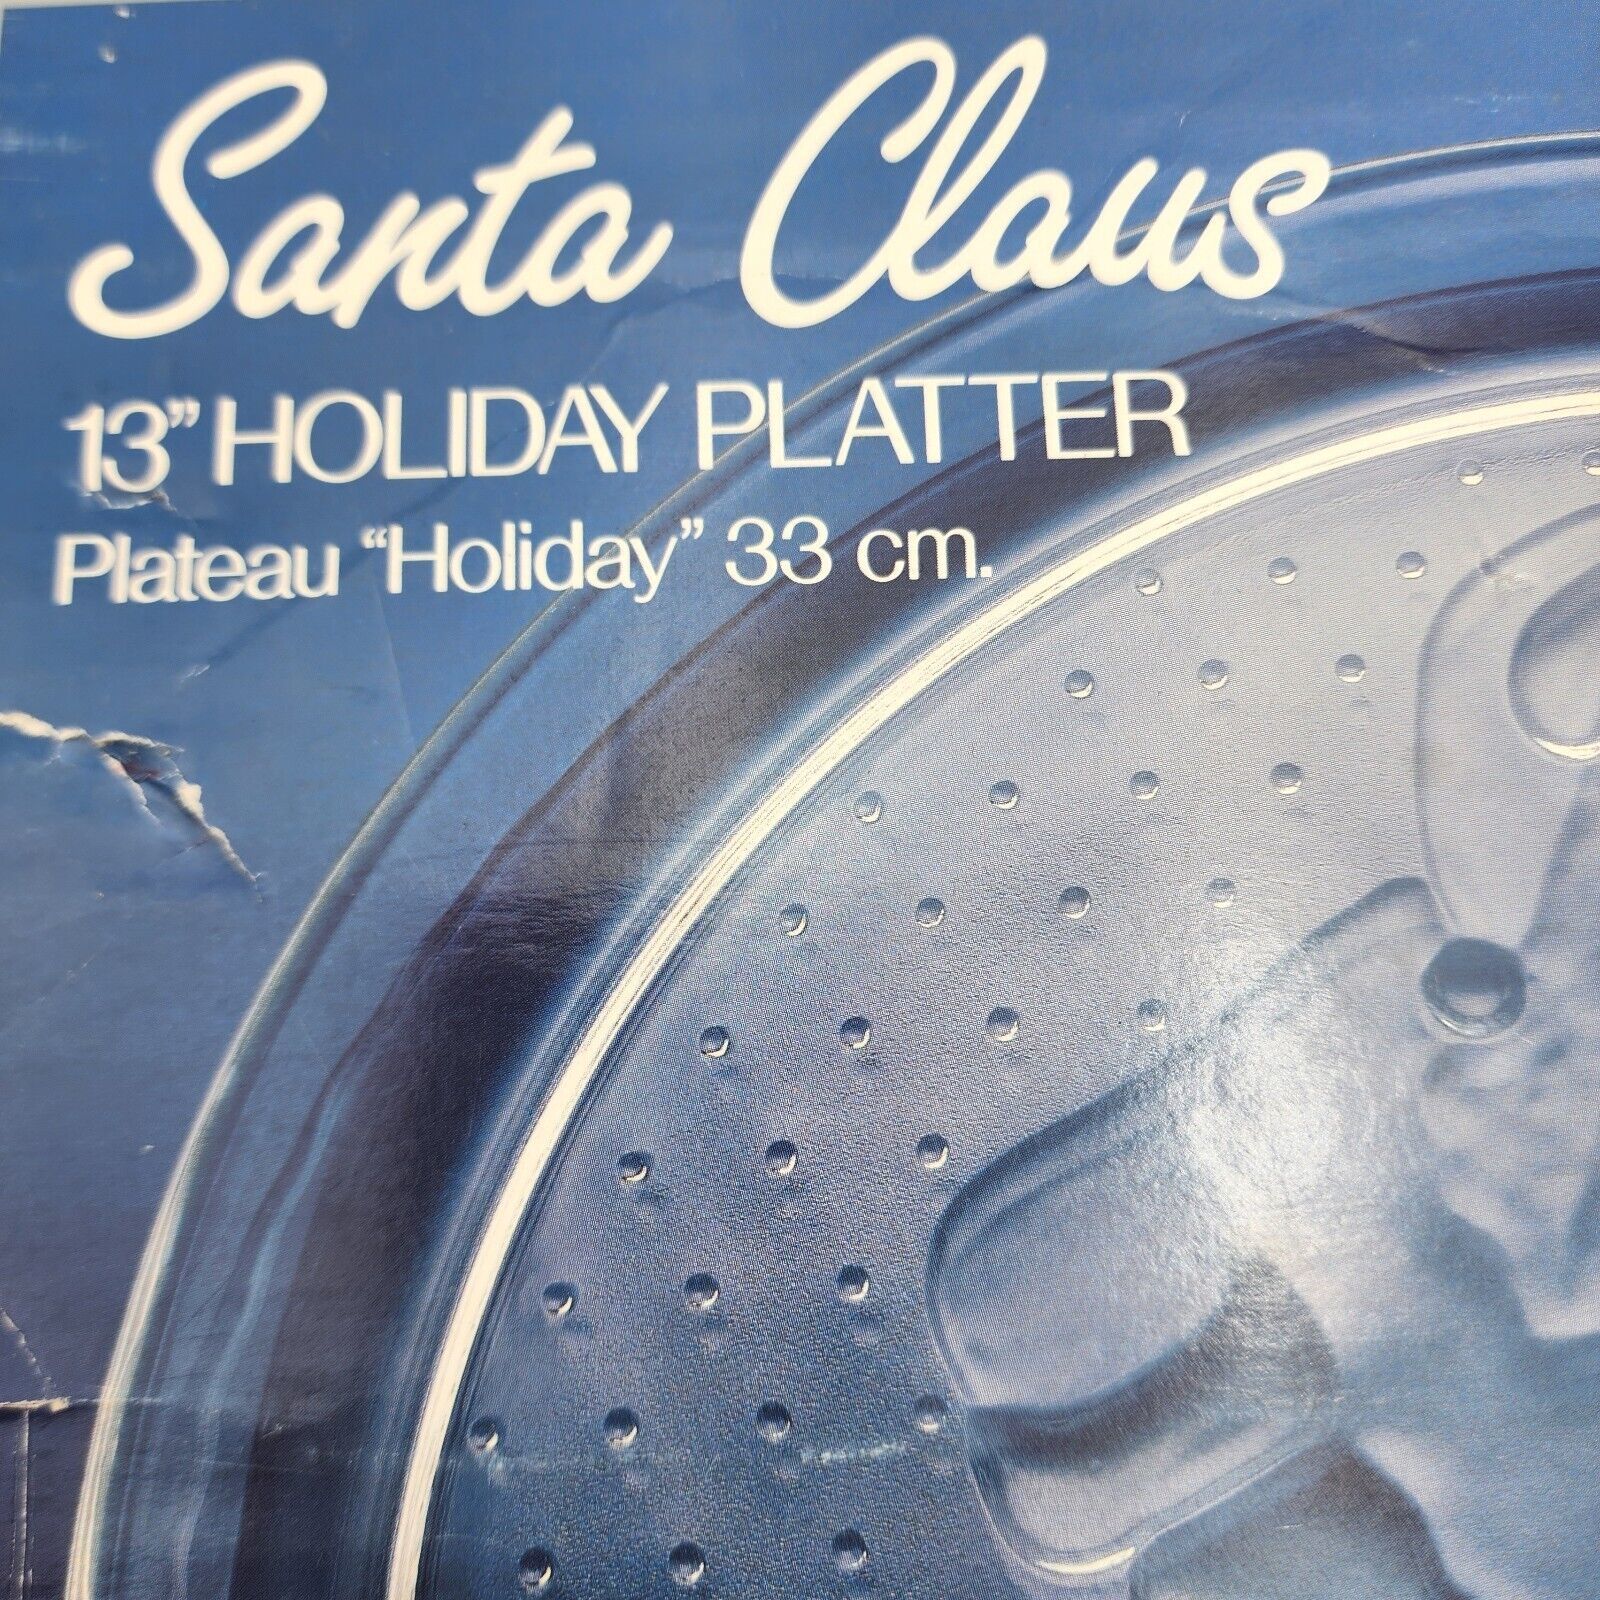 Santa Claus
13” HOLIDAY PLATTER
Plateau “Holiday” 33 cm.